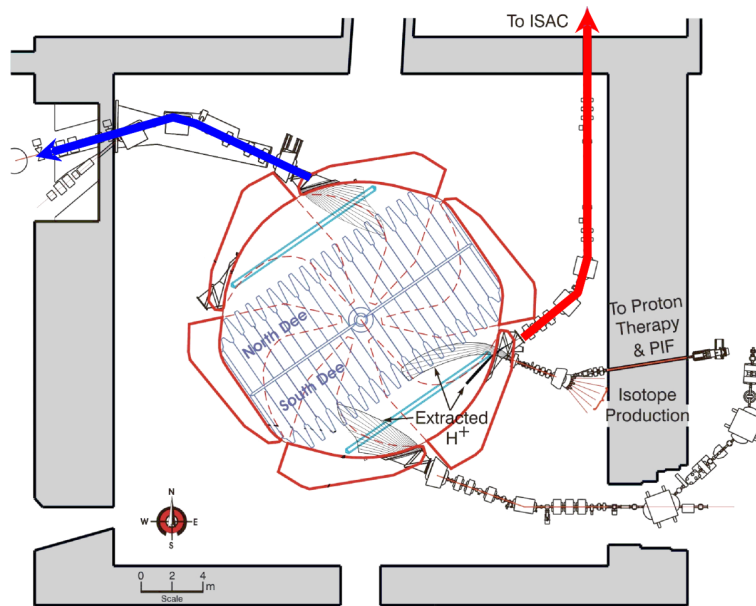 To ISAC
To Proton
Therapy
& PIF
Isotope
Production
North Dee
South Dee
Extracted
H+
N
W E
S
0 2 4
m
Scale